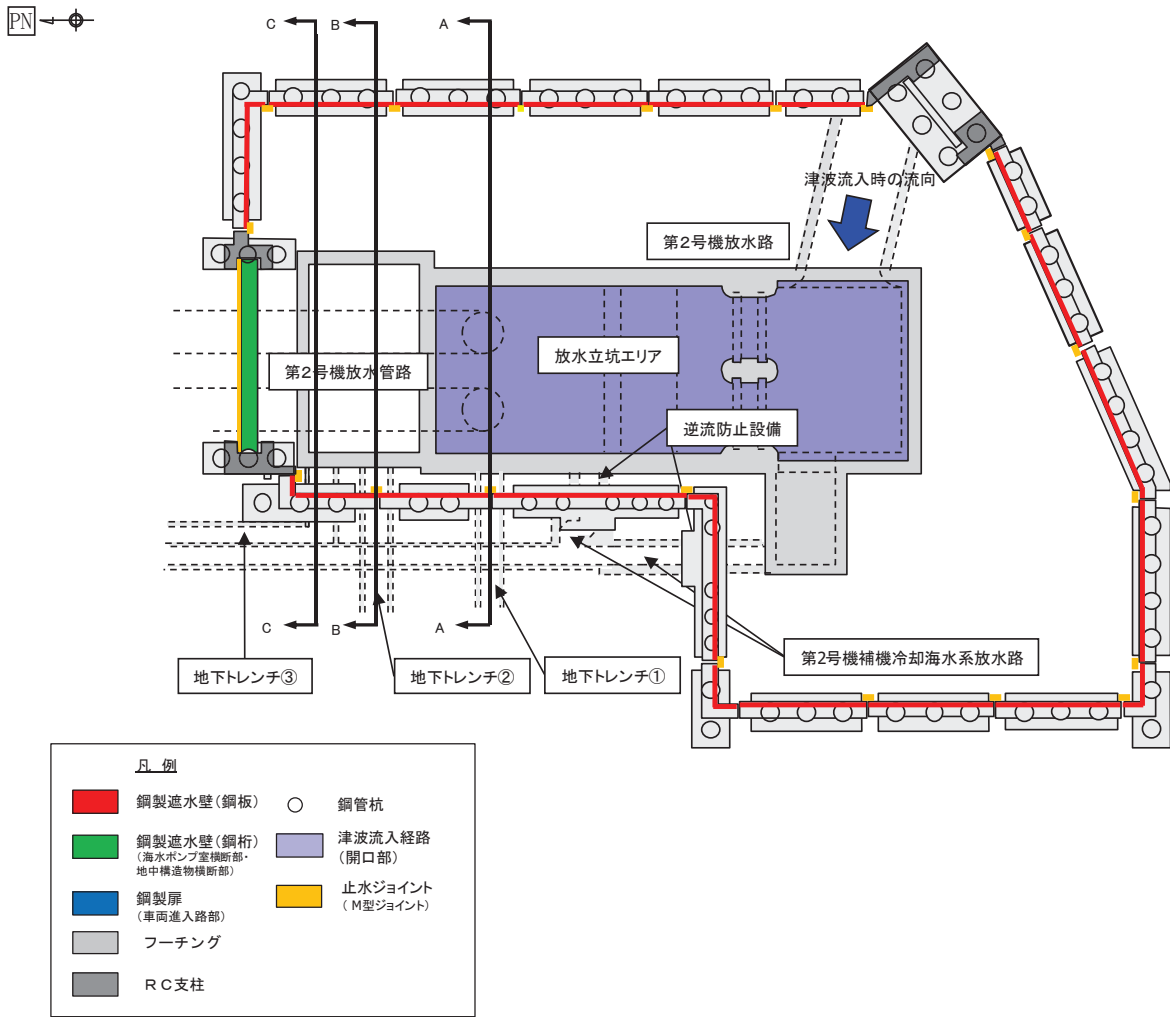 PN
C
B
A
津波流入時の流向
第2号機放水路
放水立坑エリア
第2号機放水管路
逆流防止設備
C
B
A
第2号機補機冷却海水系放水路
地下トレンチ③
地下トレンチ②
地下トレンチ①
凡 例
鋼製遮水壁(鋼板)
鋼管杭
鋼製遮水壁(鋼桁)
(海水ポンプ室横断部・
地中構造物横断部)
津波流入経路
(開口部)
鋼製扉
(車両進入路部)
止水ジョイント
(M型ジョイント)
フーチング
RC支柱